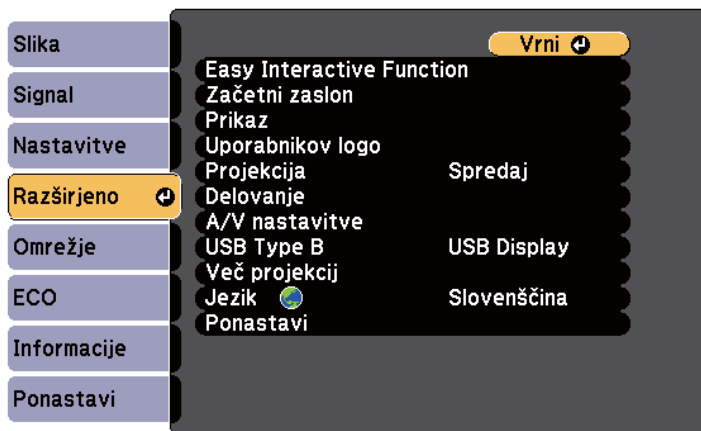 Slika
Signal
Nastavitve
Razširjeno
Omrežje
ECO
Informacije
Ponastavi
Vrni
Easy Interactive Function
Začetni zaslon
Prikaz
Uporabnikov logo
Projekcija Spredaj
Delovanje
A/V nastavitve
USB Type B USB Display
Več projekcij
Jezik Slovenščina
Ponastavi